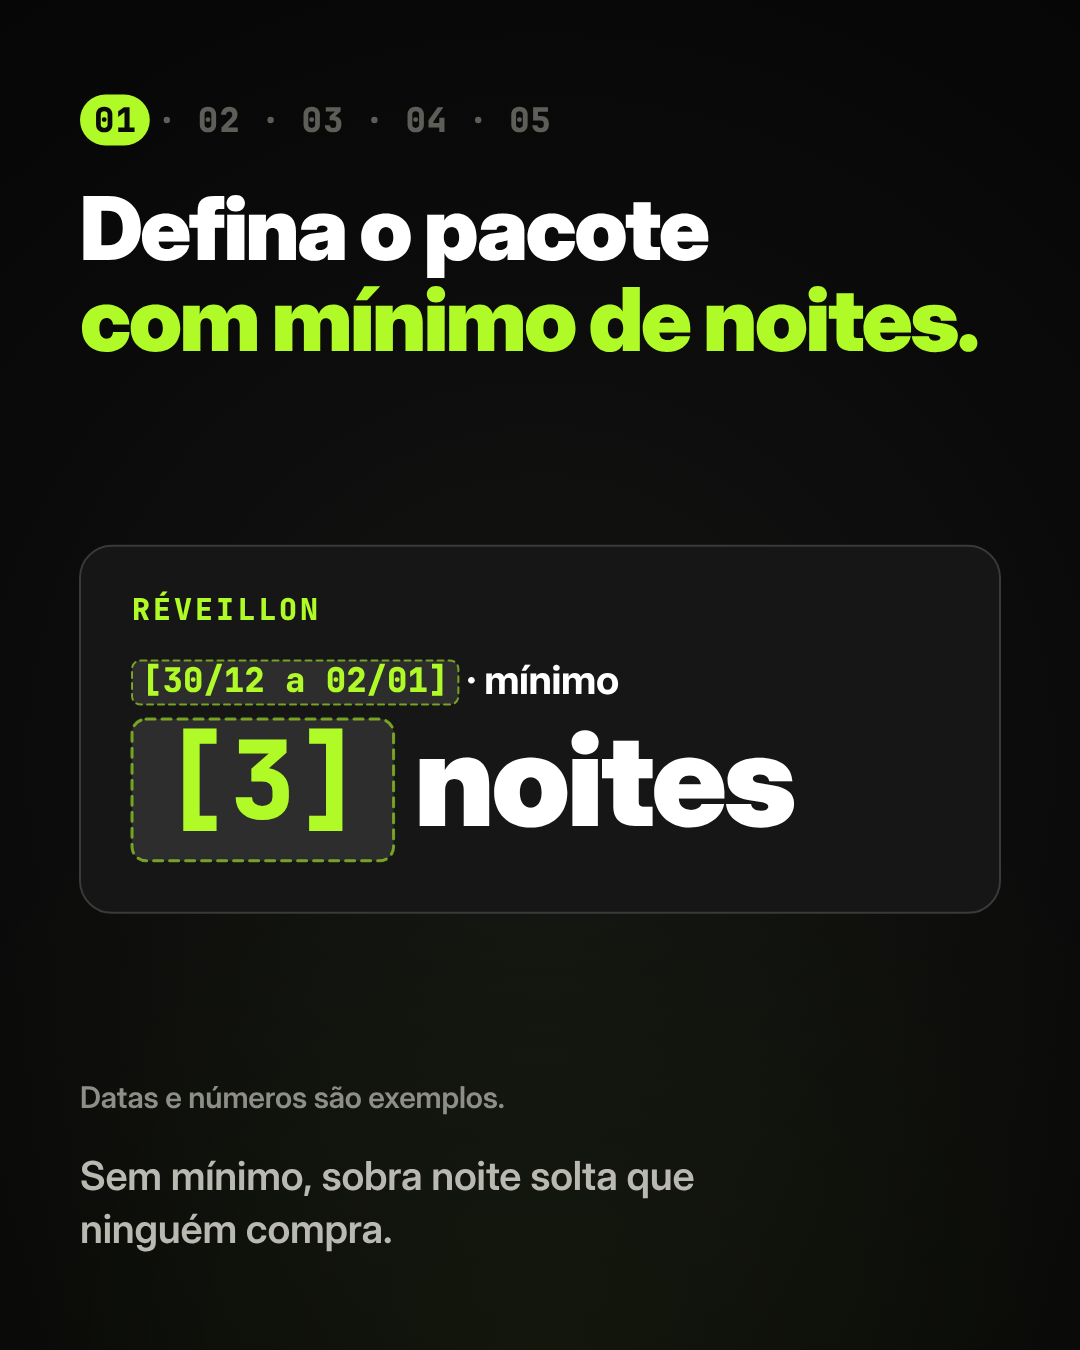 01 · 02 · 03 · 04 · 05
Defina o pacote
com mínimo de noites.
RÉVEILLON
[30/12 a 02/01] · mínimo
[3] noites
Datas e números são exemplos.
Sem mínimo, sobra noite solta que
ninguém compra.